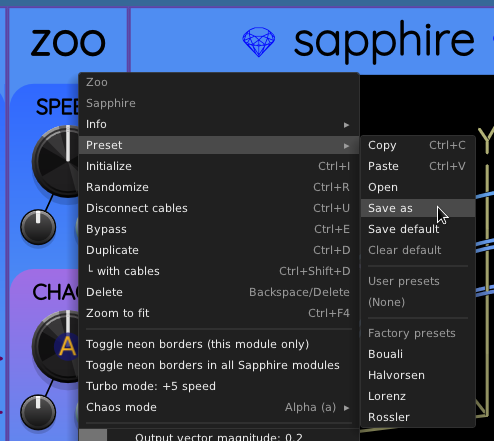 zoo
sapphire
SPEE
Zoo
Sapphire
Info
Preset
Initialize Ctrl+I
Randomize Ctrl+R
Disconnect cables Ctrl+U
Bypass Ctrl+E
Duplicate Ctrl+D
└ with cables Ctrl+Shift+D
Delete Backspace/Delete
Zoom to fit Ctrl+F4
Toggle neon borders (this module only)
Toggle neon borders in all Sapphire modules
Turbo mode: +5 speed
Chaos mode Alpha (a)
Output vector magnitude: 0.2
Copy Ctrl+C
Paste Ctrl+V
Open
Save as
Save default
Clear default
User presets
(None)
Factory presets
Bouali
Halvorsen
Lorenz
Rossler
CHAO
A